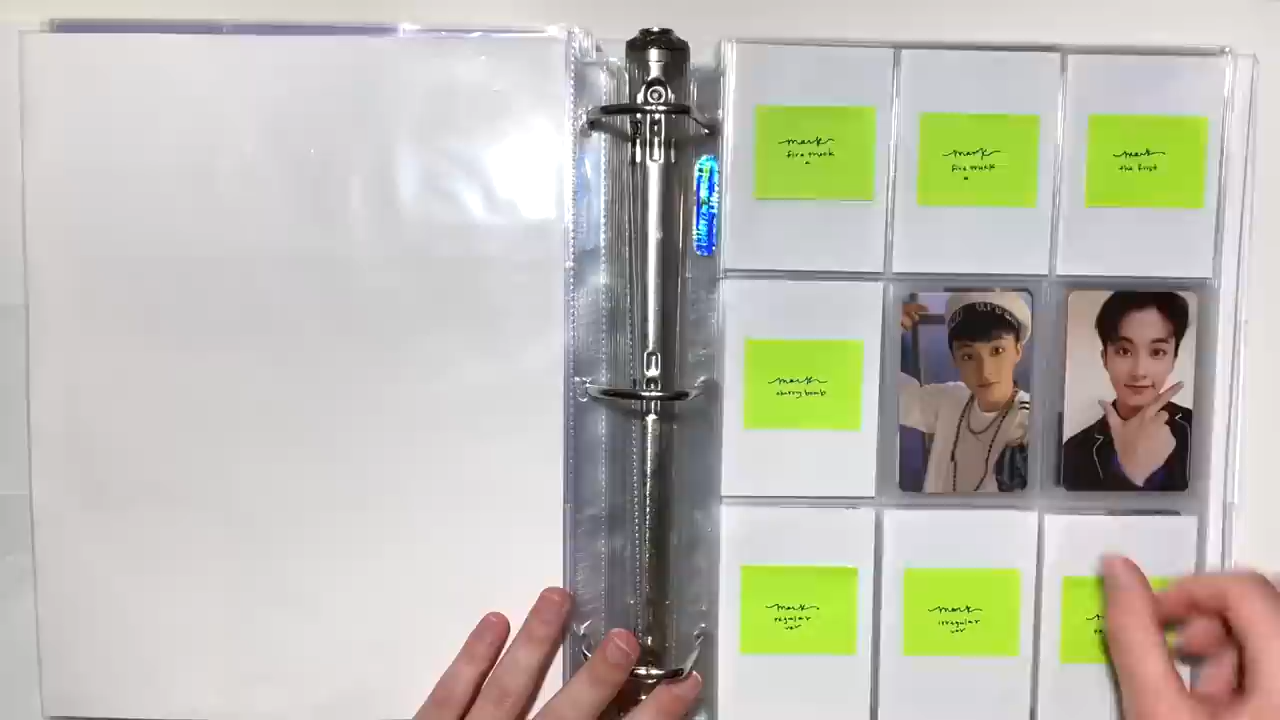 mark
fire truck
mark
fire truck
mark
the first
mark
cherry bomb
mark
regular
ver
mark
irregular
ver